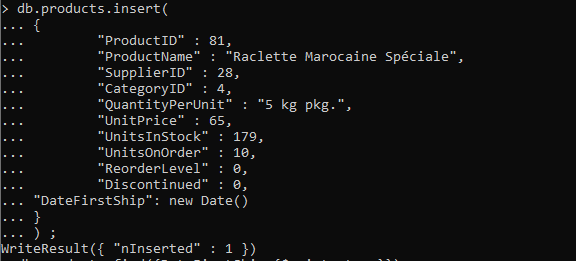 > db.products.insert(
... {
...         "ProductID" : 81,
...         "ProductName" : "Raclette Marocaine Spéciale",
...         "SupplierID" : 28,
...         "CategoryID" : 4,
...         "QuantityPerUnit" : "5 kg pkg.",
...         "UnitPrice" : 65,
...         "UnitsInStock" : 179,
...         "UnitsOnOrder" : 10,
...         "ReorderLevel" : 0,
...         "Discontinued" : 0,
... "DateFirstShip": new Date()
... }
... ) ;
WriteResult({ "nInserted" : 1 })